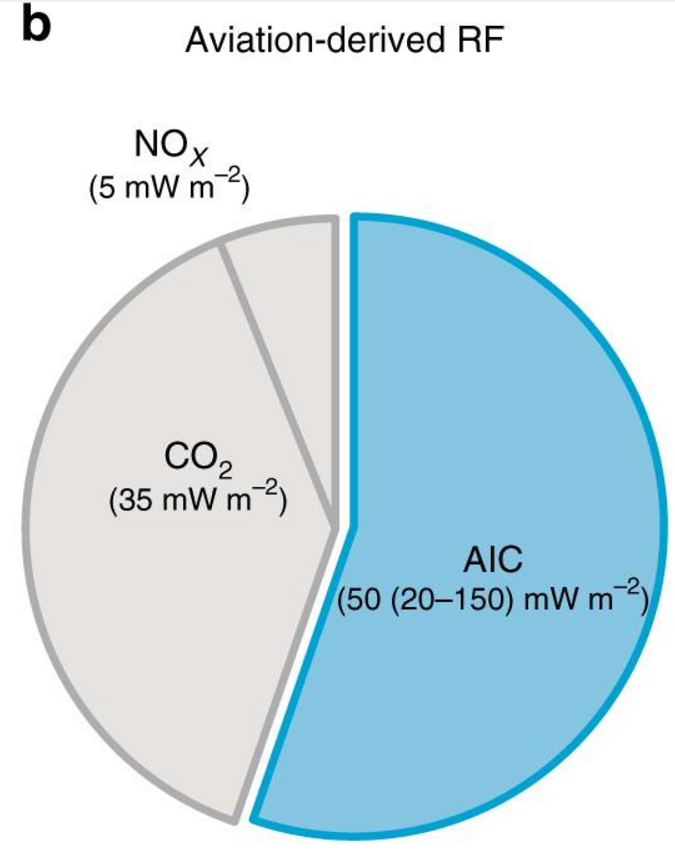 b
Aviation-derived RF
NOₓ
(5 mW m⁻²)
CO₂
(35 mW m⁻²)
AIC
(50 (20–150) mW m⁻²)